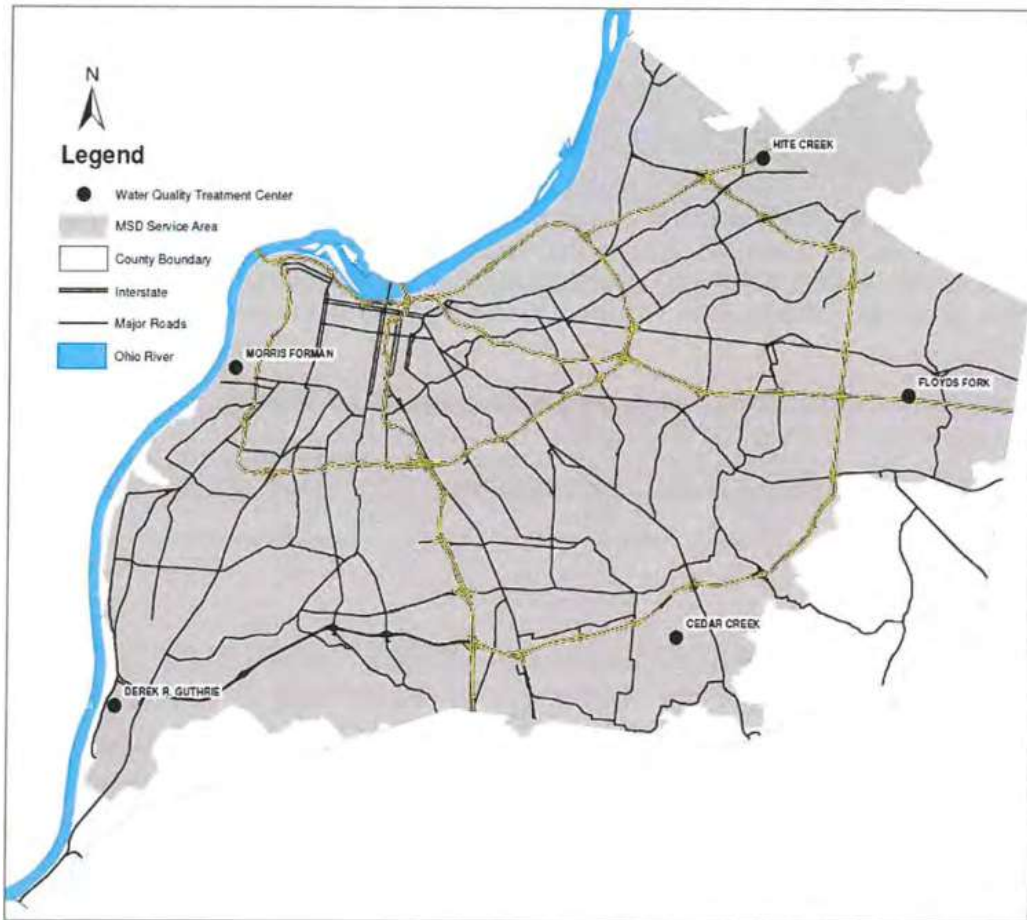 N
Legend
Water Quality Treatment Center
MSD Service Area
County Boundary
Interstate
Major Roads
Ohio River
HITE CREEK
MORRIS FORMAN
FLOYDS FORK
CEDAR CREEK
DEREK R. GUTHRIE